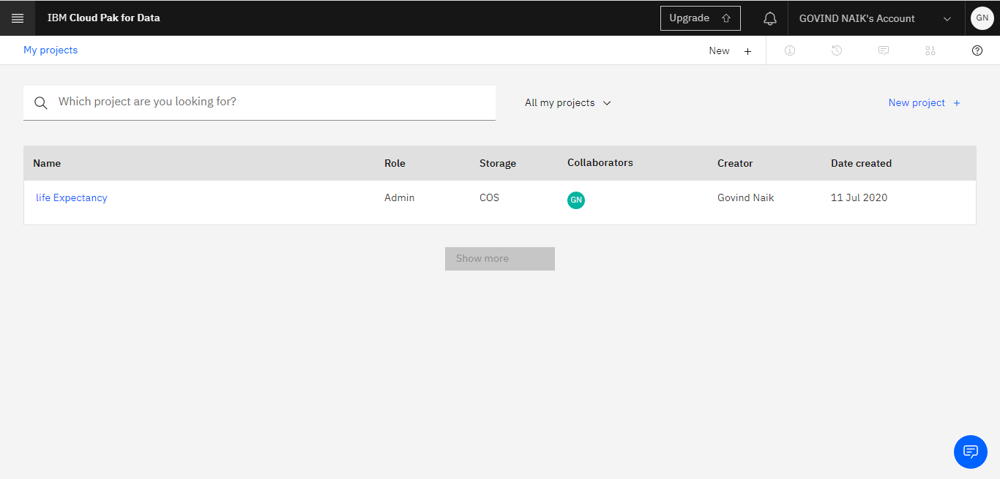 IBM Cloud Pak for Data Upgrade GOVIND NAIK's Account GN
My projects New
Which project are you looking for? All my projects New project +
Name Role Storage Collaborators Creator Date created
life Expectancy Admin COS GN Govind Naik 11 Jul 2020
Show more